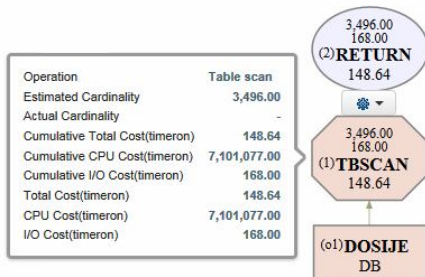 Operation Table scan
Estimated Cardinality 3,496.00
Actual Cardinality -
Cumulative Total Cost(timeron) 148.64
Cumulative CPU Cost(timeron) 7,101,077.00
Cumulative I/O Cost(timeron) 168.00
Total Cost(timeron) 148.64
CPU Cost(timeron) 7,101,077.00
I/O Cost(timeron) 168.00
3,496.00
168.00
(2)RETURN
148.64
3,496.00
168.00
(1)TBSCAN
148.64
(o1)DOSIJE
DB